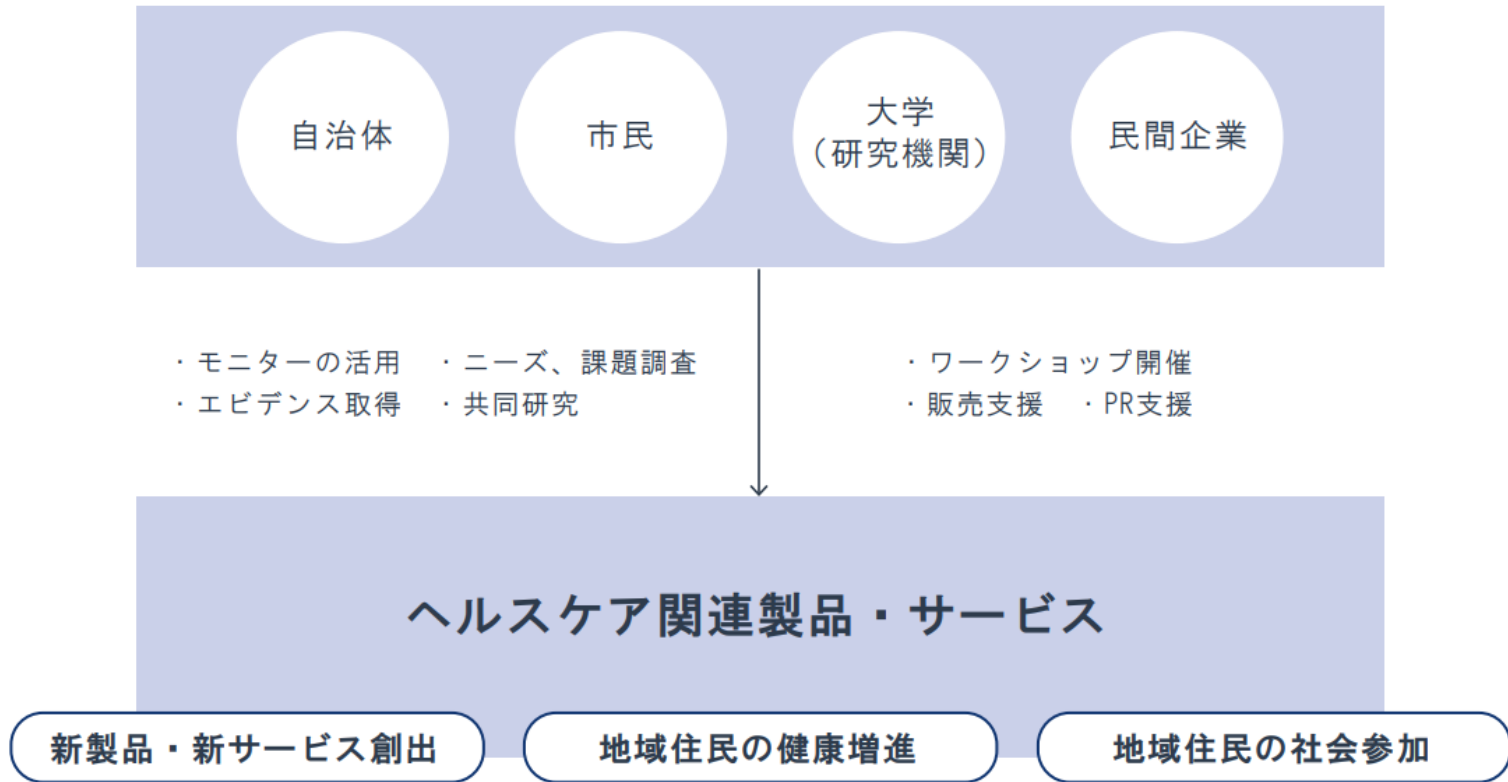 自治体
市民
大学
（研究機関）
民間企業
・モニターの活用　・ニーズ、課題調査
・エビデンス取得　・共同研究
・ワークショップ開催
・販売支援　・PR支援
ヘルスケア関連製品・サービス
新製品・新サービス創出
地域住民の健康増進
地域住民の社会参加